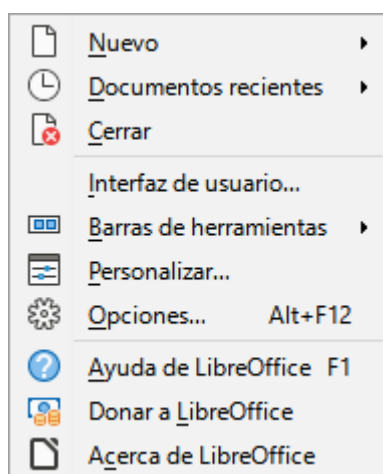 Nuevo
Documentos recientes
Cerrar
Interfaz de usuario...
Barras de herramientas
Personalizar...
Opciones... Alt+F12
Ayuda de LibreOffice F1
Donar a LibreOffice
Acerca de LibreOffice